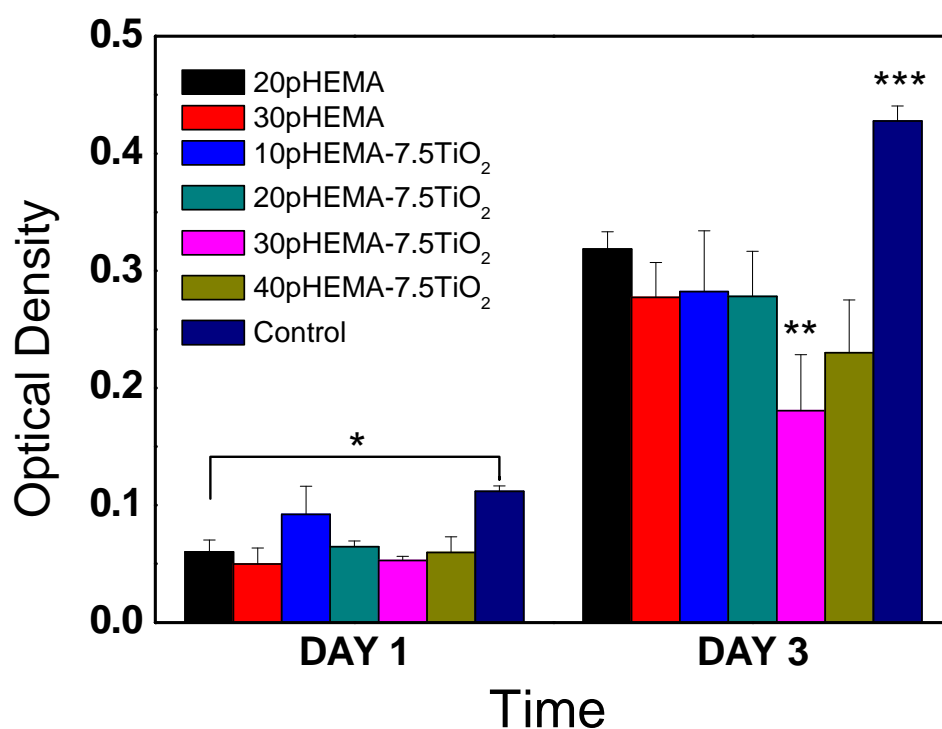 0.5
0.4
0.3
0.2
0.1
0.0
Optical Density
20pHEMA
30pHEMA
10pHEMA-7.5TiO₂
20pHEMA-7.5TiO₂
30pHEMA-7.5TiO₂
40pHEMA-7.5TiO₂
Control
*
**
***
DAY 1 DAY 3
Time